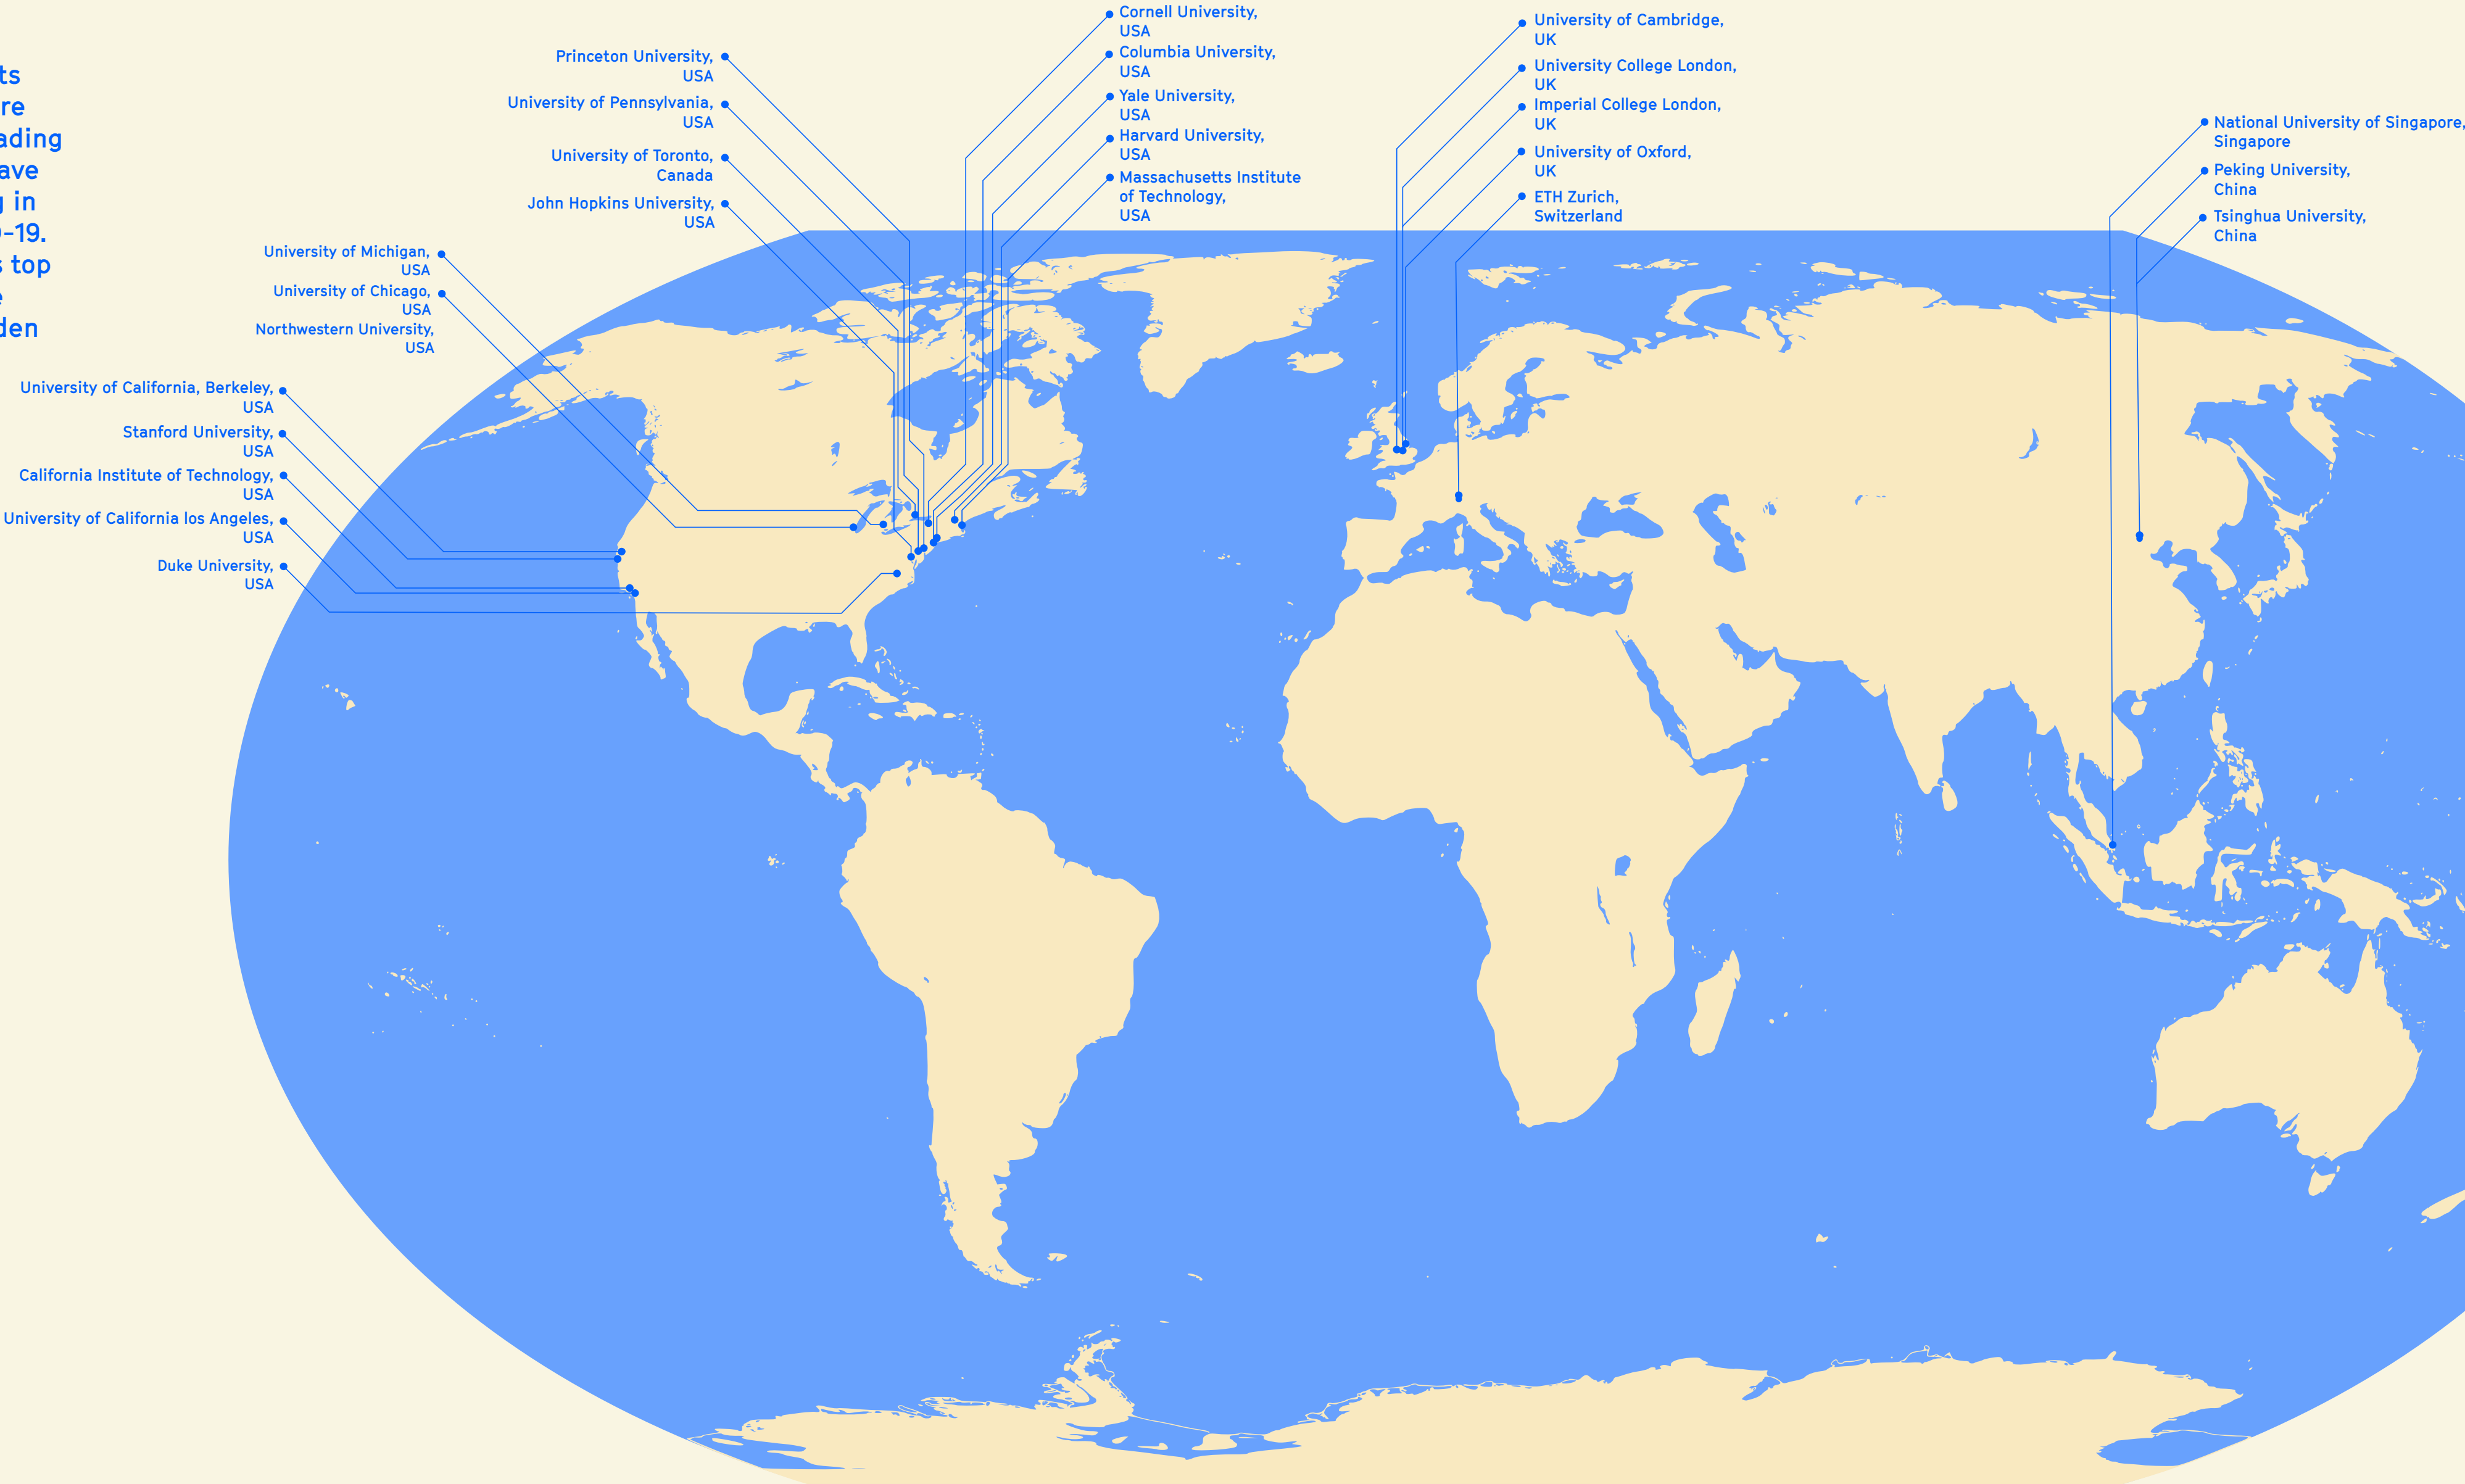 ts
re
ading
ave
g in
9-19.
s top
e
den
Princeton University,
USA
University of Pennsylvania,
USA
University of Toronto,
Canada
John Hopkins University,
USA
University of Michigan,
USA
University of Chicago,
USA
Northwestern University,
USA
University of California, Berkeley,
USA
Stanford University,
USA
California Institute of Technology,
USA
University of California los Angeles,
USA
Duke University,
USA
Cornell University,
USA
Columbia University,
USA
Yale University,
USA
Harvard University,
USA
Massachusetts Institute
of Technology,
USA
University of Cambridge,
UK
University College London,
UK
Imperial College London,
UK
University of Oxford,
UK
ETH Zurich,
Switzerland
National University of Singapore,
Singapore
Peking University,
China
Tsinghua University,
China